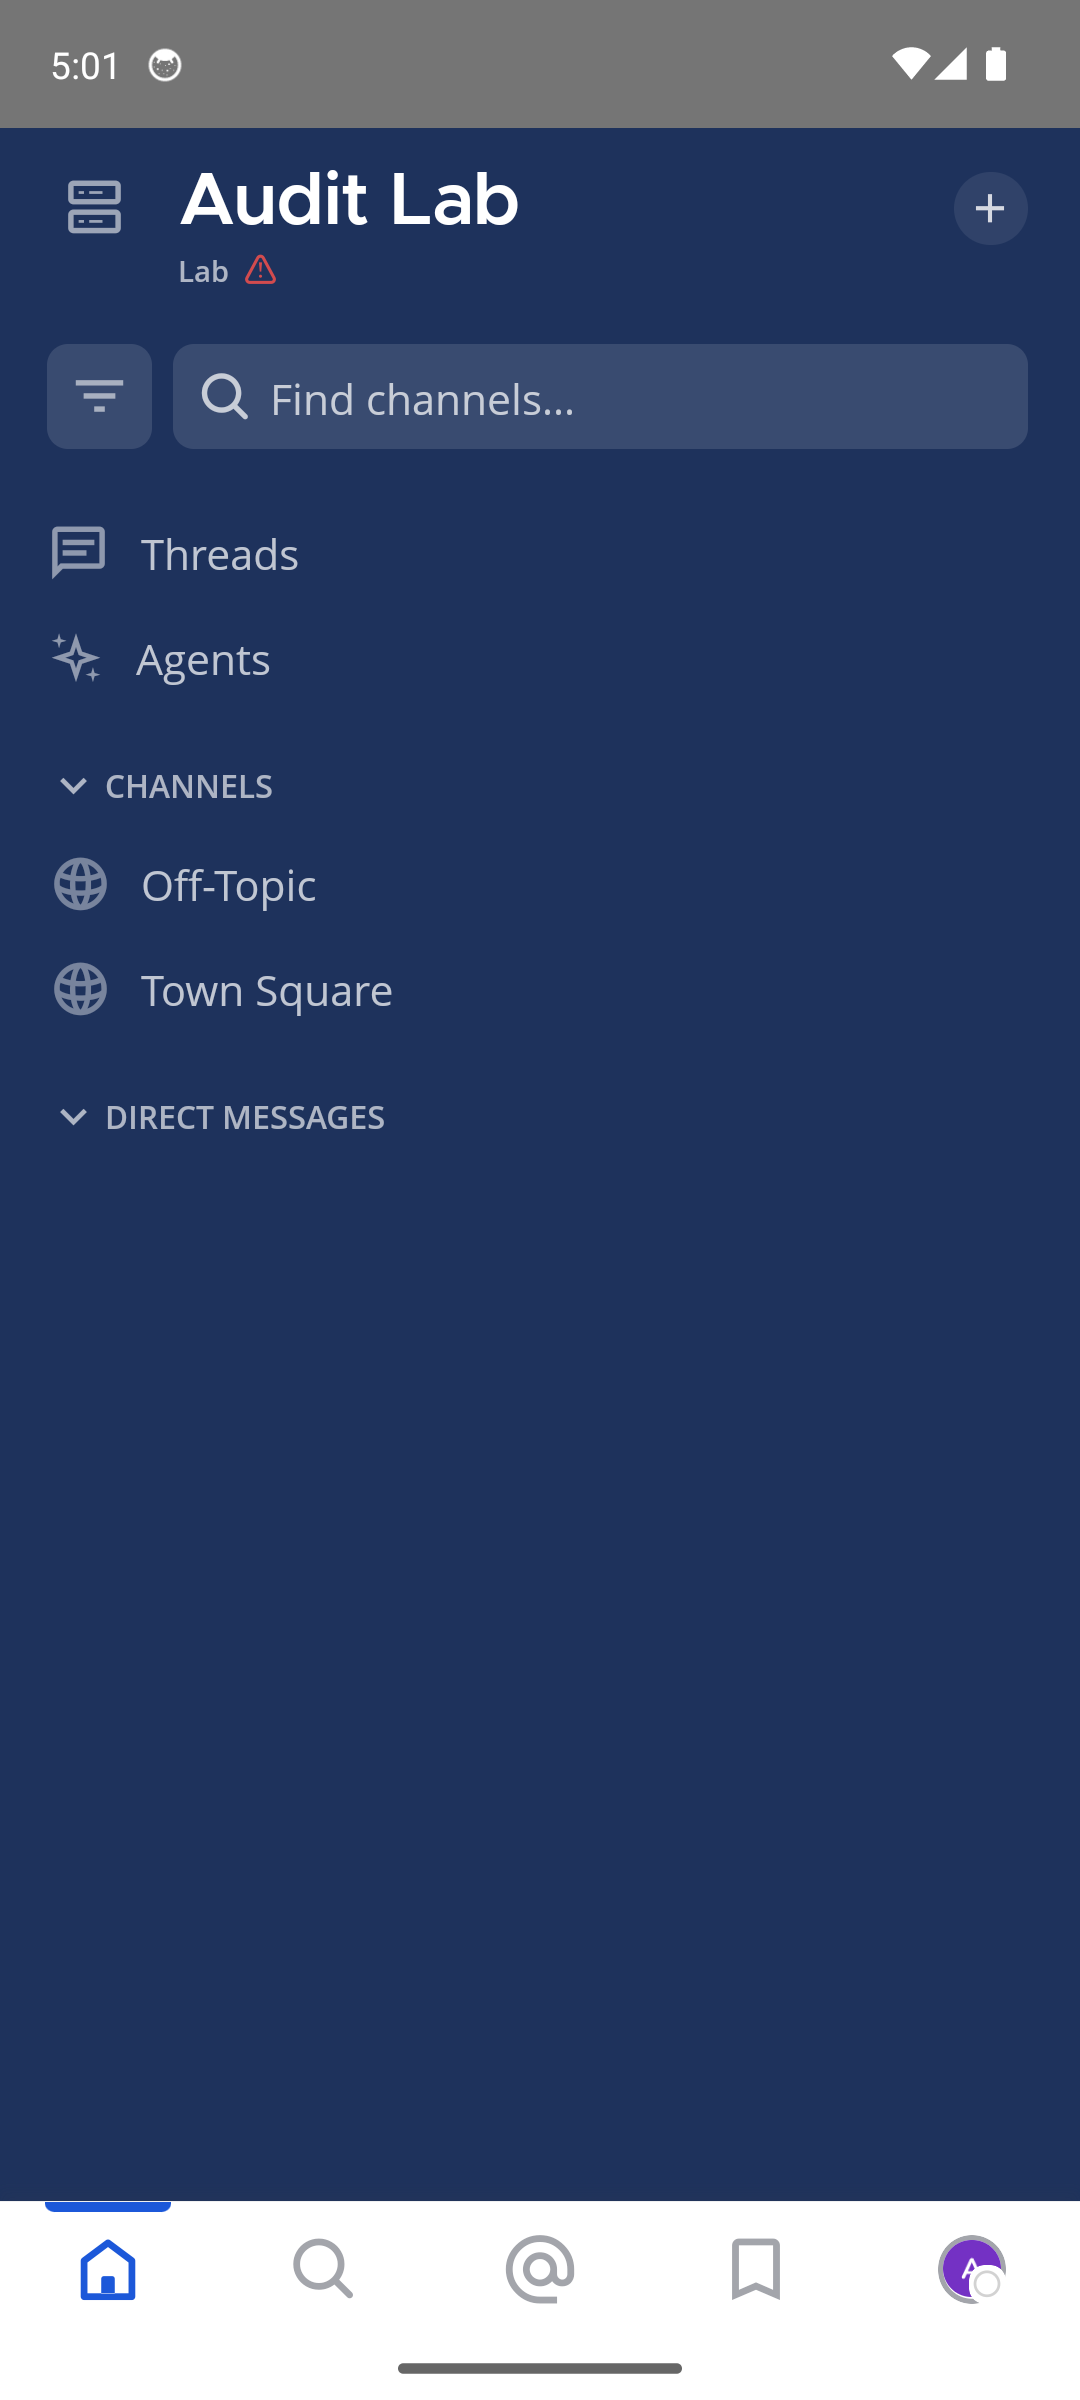 5:01
Audit Lab
Lab
Find channels...
Threads
Agents
CHANNELS
Off-Topic
Town Square
DIRECT MESSAGES
A